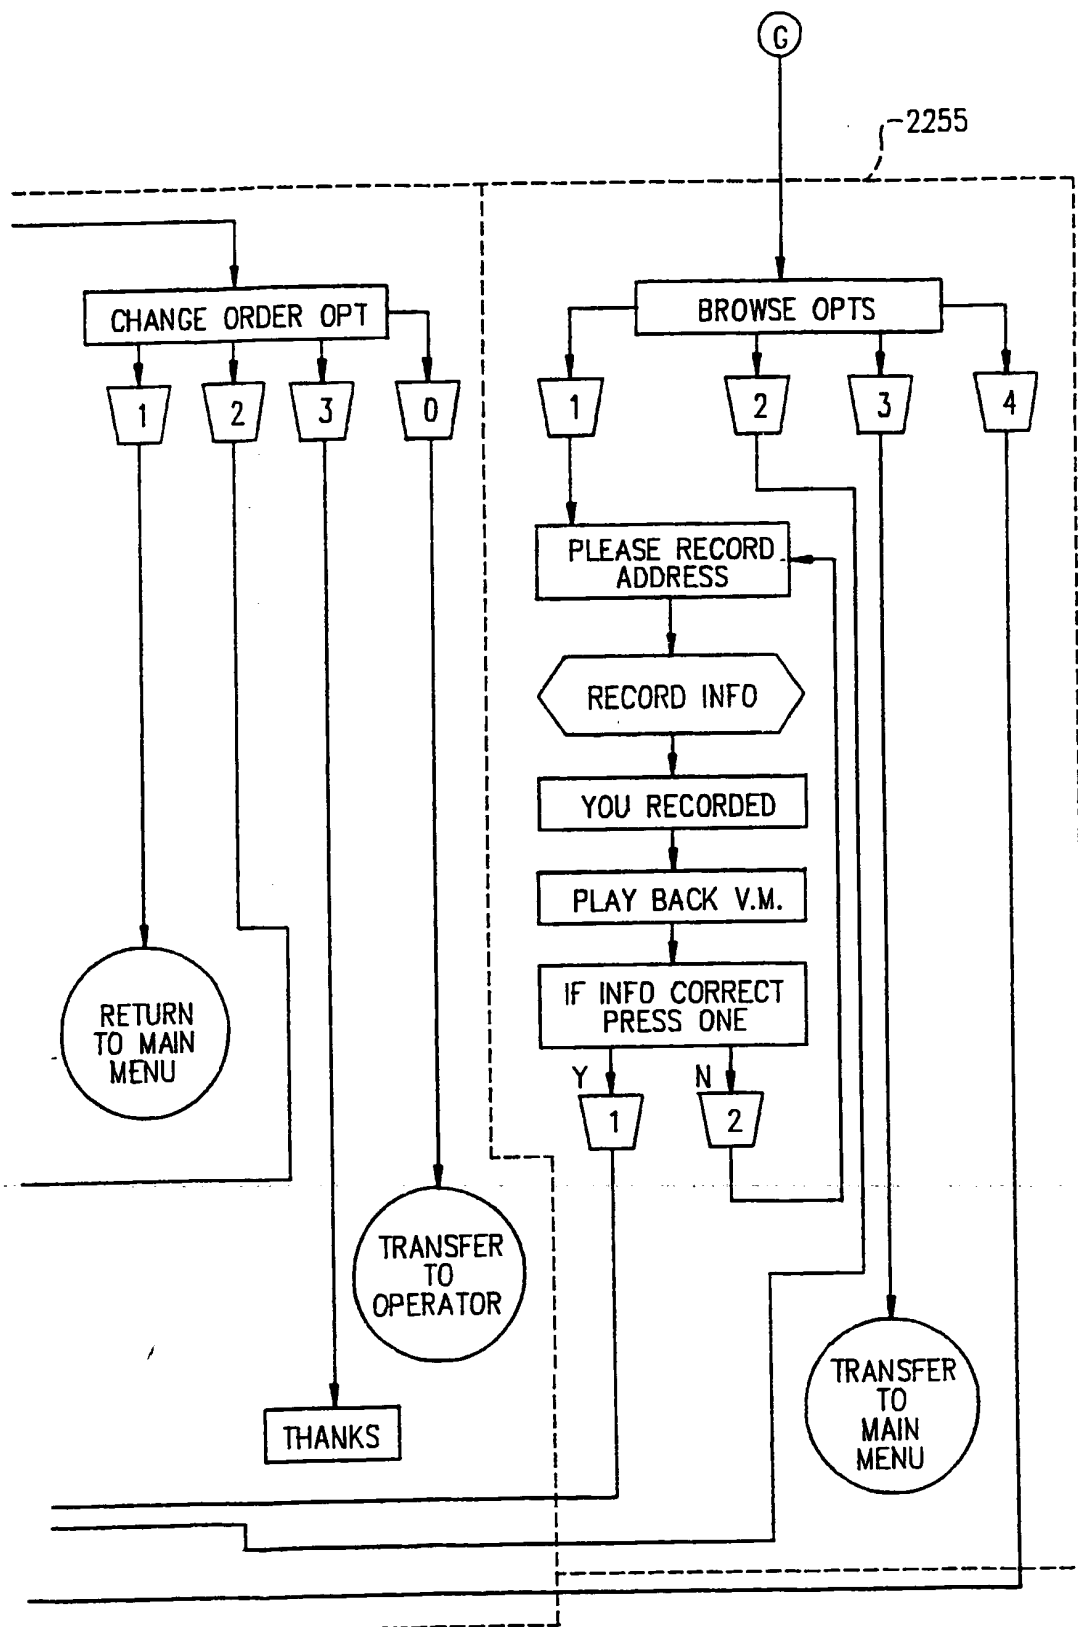 G
2255
CHANGE ORDER OPT
1
2
3
0
BROWSE OPTS
1
2
3
4
PLEASE RECORD
ADDRESS
RECORD INFO
YOU RECORDED
PLAY BACK V.M.
IF INFO CORRECT
PRESS ONE
Y
N
1
2
RETURN
TO MAIN
MENU
TRANSFER
TO
OPERATOR
THANKS
TRANSFER
TO
MAIN
MENU